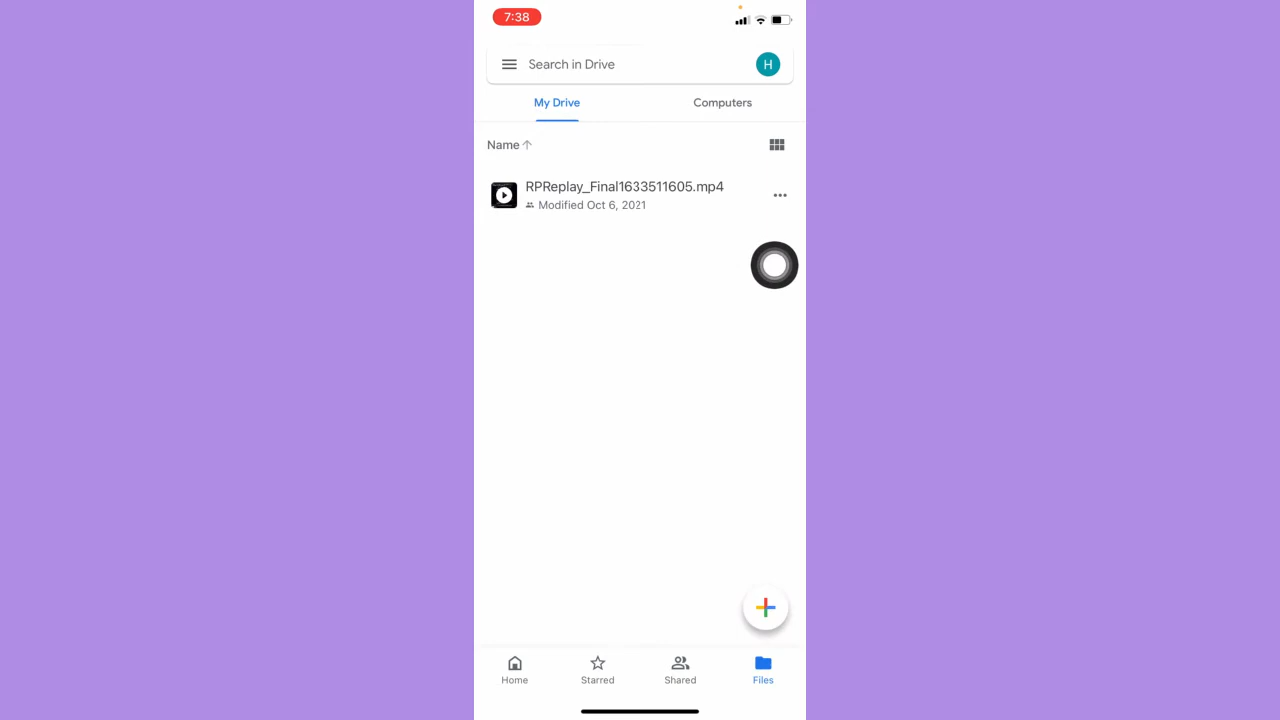 7:38
Search in Drive
H
My Drive
Computers
Name
RPReplay_Final1633511605.mp4
Modified Oct 6, 2021
Home
Starred
Shared
Files